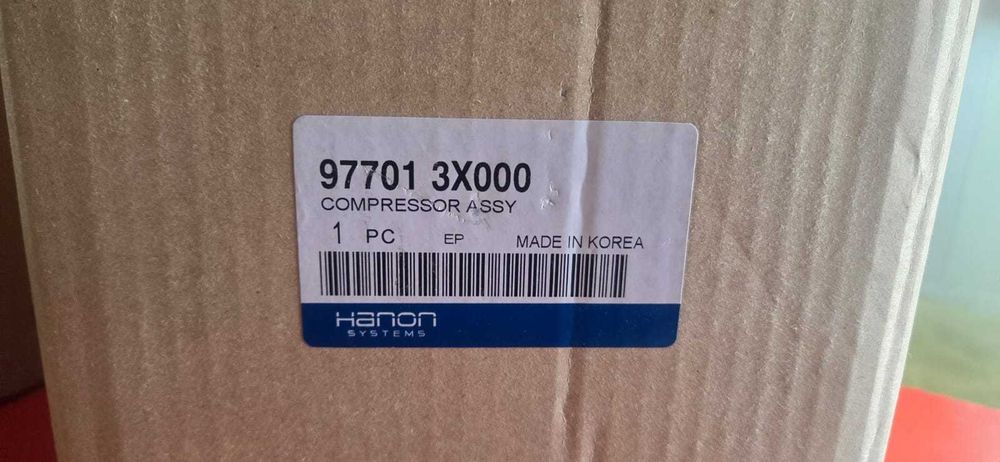 97701 3X000
COMPRESSOR ASSY
1 PC EP MADE IN KOREA
Hanon
SYSTEMS